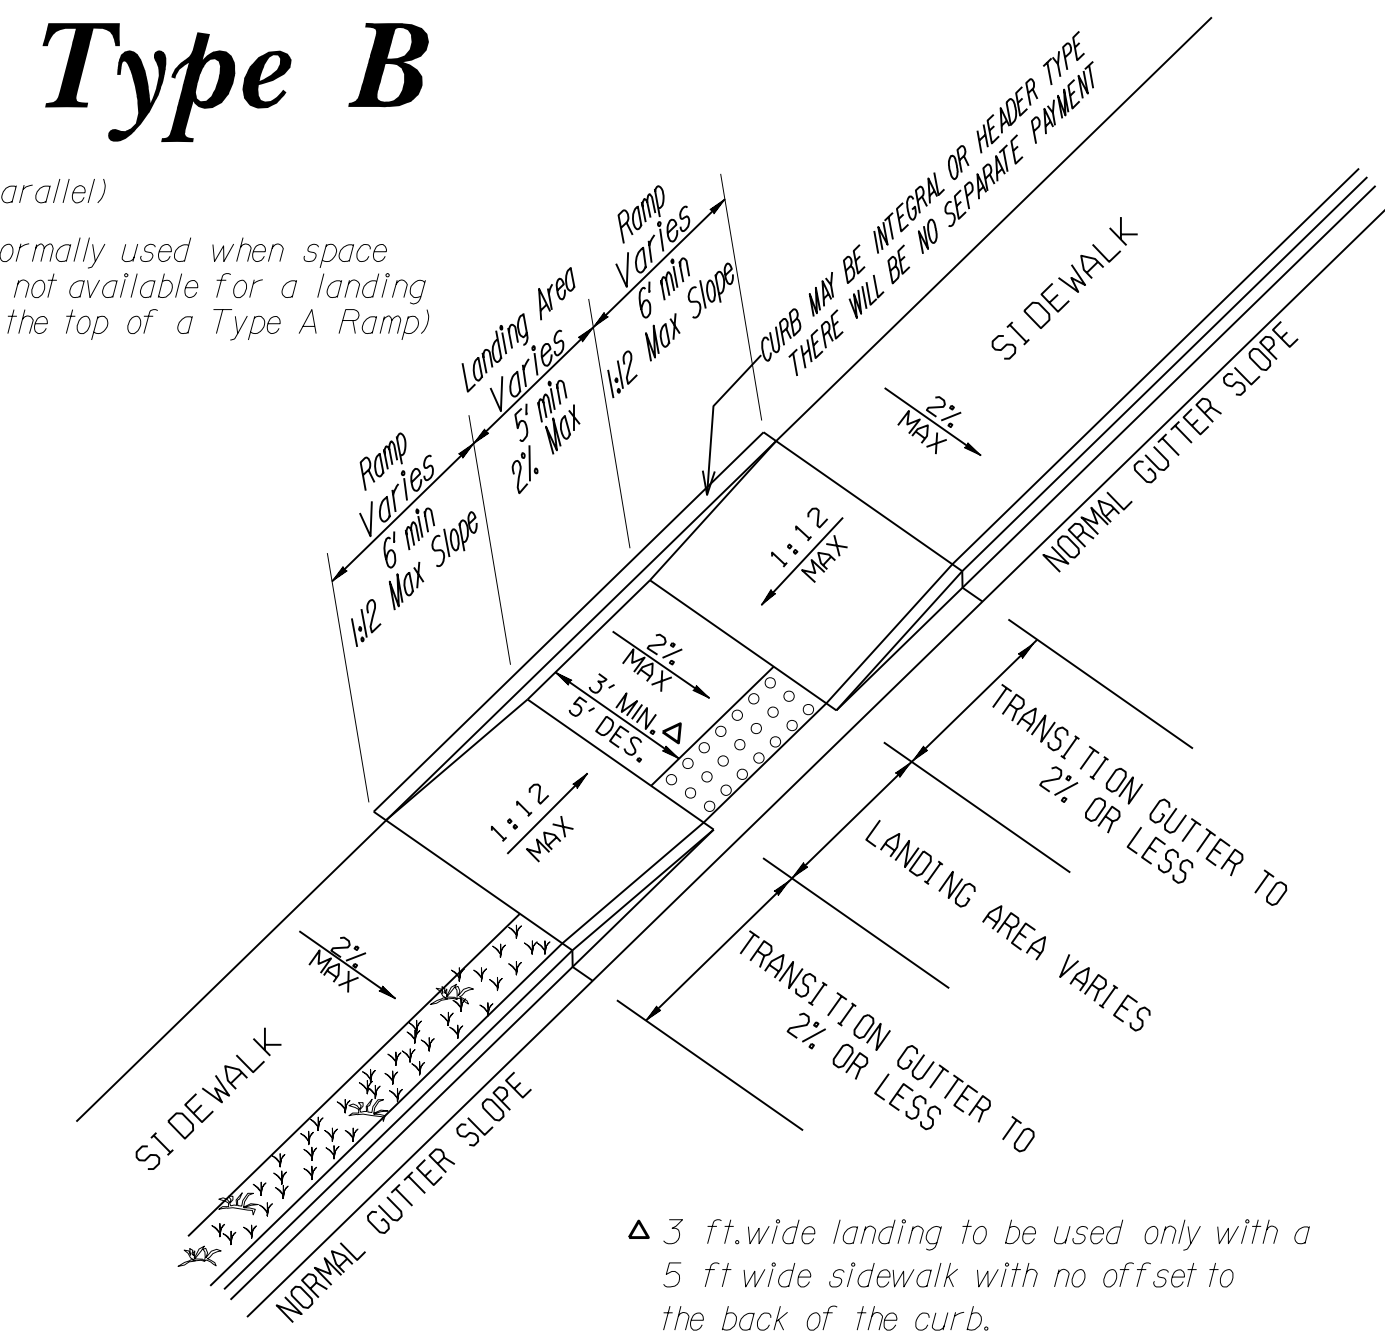 Type B
arallel)
ormally used when space
not available for a landing
the top of a Type A Ramp)
Ramp
Varies
6' min
1:12 Max Slope
Landing Area
Varies
5' min
2% Max
Ramp
Varies
6' min
1:12 Max Slope
CURB MAY BE INTEGRAL OR HEADER TYPE
THERE WILL BE NO SEPARATE PAYMENT
SIDEWALK
2%
MAX
NORMAL GUTTER SLOPE
1:12
MAX
2%
MAX
3' MIN. Δ
5' DES.
1:12
MAX
TRANSITION GUTTER TO
2% OR LESS
LANDING AREA VARIES
TRANSITION GUTTER TO
2% OR LESS
2%
MAX
SIDEWALK
NORMAL GUTTER SLOPE
Δ 3 ft. wide landing to be used only with a
5 ft wide sidewalk with no offset to
the back of the curb.